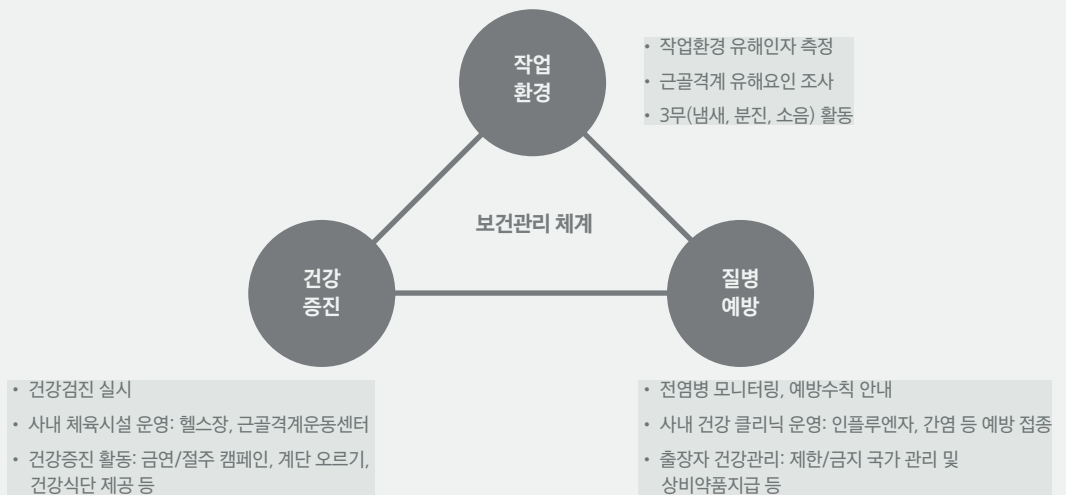 작업
환경
• 작업환경 유해인자 측정
• 근골격계 유해요인 조사
• 3무(냄새, 분진, 소음) 활동
보건관리 체계
건강
증진
질병
예방
• 건강검진 실시
• 사내 체육시설 운영: 헬스장, 근골격계운동센터
• 건강증진 활동: 금연/절주 캠페인, 계단 오르기,
건강식단 제공 등
• 전염병 모니터링, 예방수칙 안내
• 사내 건강 클리닉 운영: 인플루엔자, 간염 등 예방 접종
• 출장자 건강관리: 제한/금지 국가 관리 및
상비약품지급 등